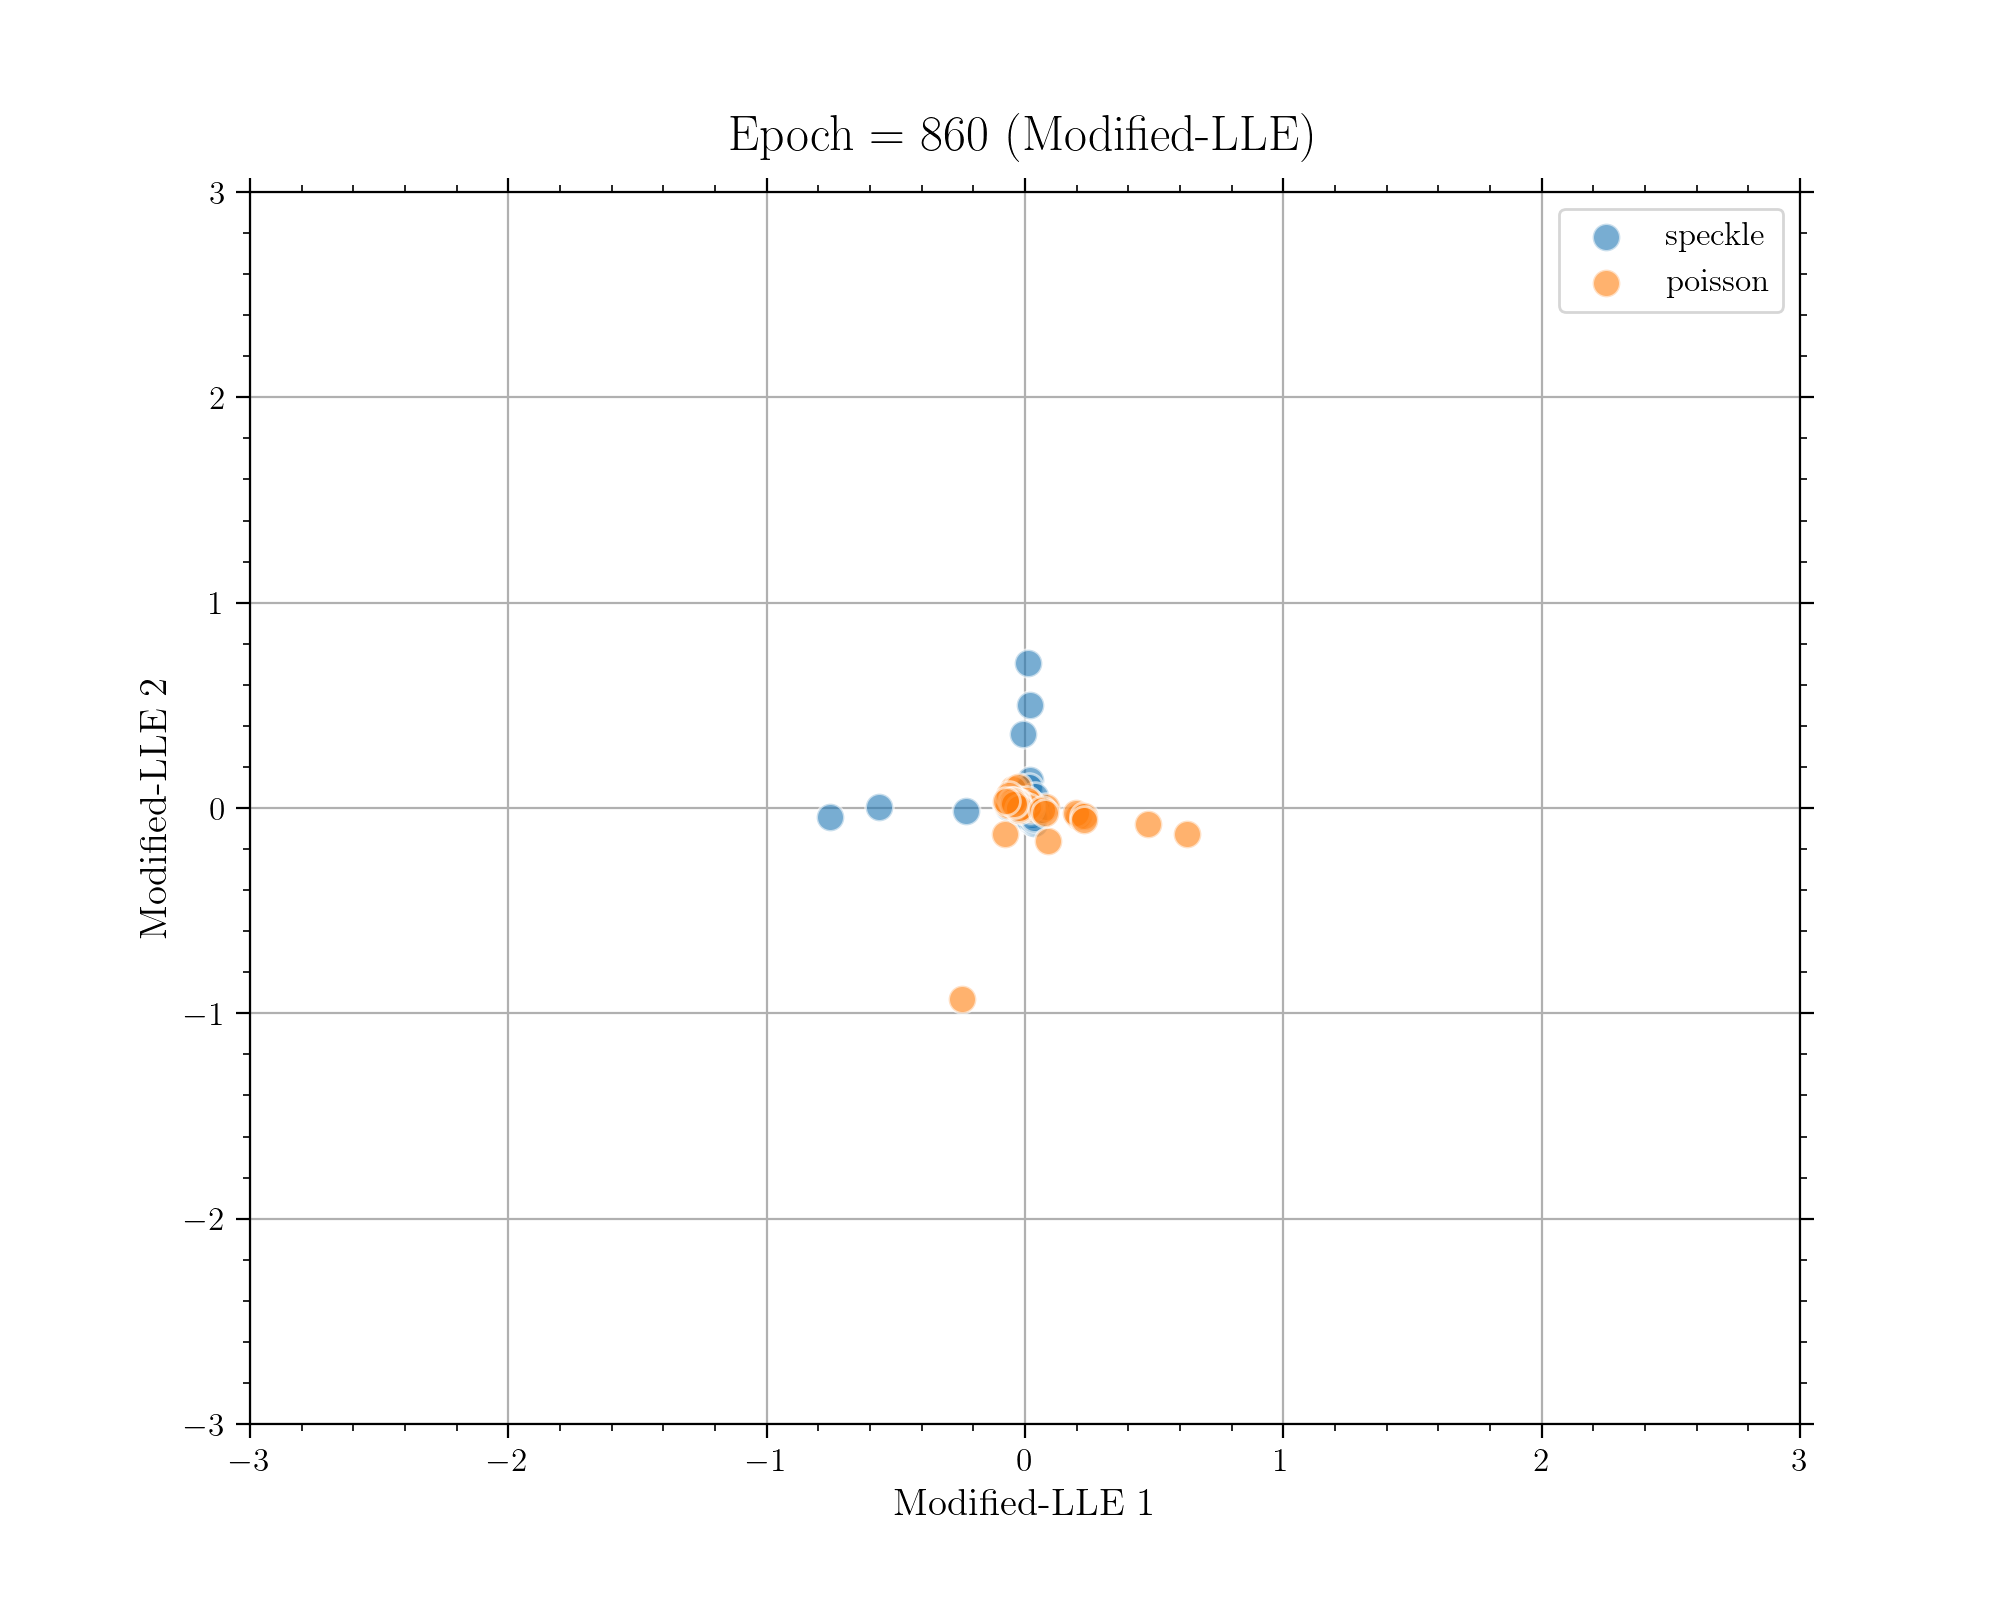 Epoch = 860 (Modified-LLE)
speckle
poisson
3
2
1
0
−1
−2
−3
Modified-LLE 2
−3 −2 −1 0 1 2 3
Modified-LLE 1